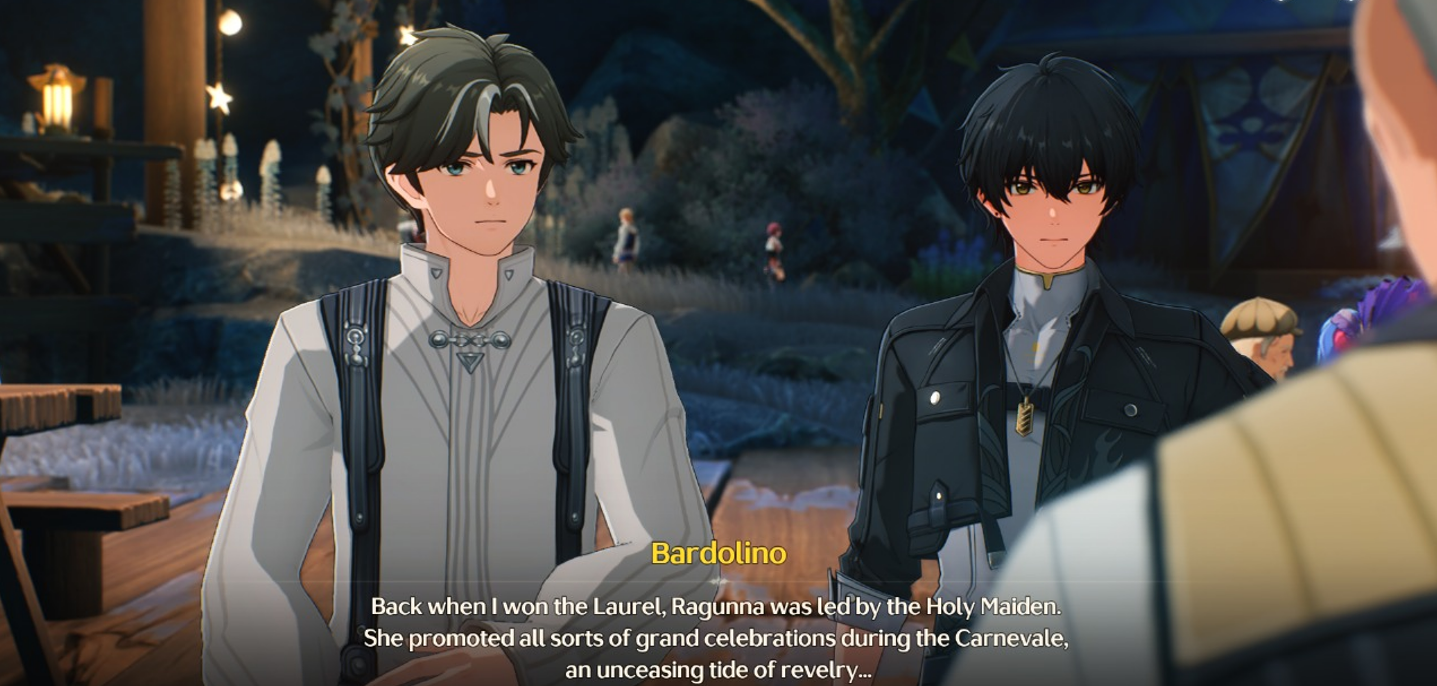 Bardolino
Back when I won the Laurel, Ragunna was led by the Holy Maiden.
She promoted all sorts of grand celebrations during the Carnevale,
an unceasing tide of revelry...